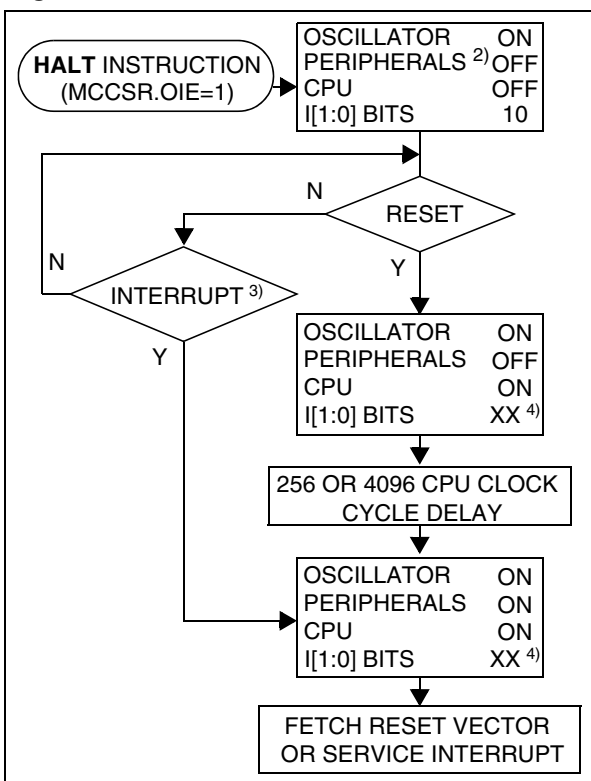 HALT INSTRUCTION
(MCCSR.OIE=1)
OSCILLATOR ON
PERIPHERALS 2) OFF
CPU OFF
I[1:0] BITS 10
N
RESET
Y
N
INTERRUPT 3)
Y
OSCILLATOR ON
PERIPHERALS OFF
CPU ON
I[1:0] BITS XX 4)
256 OR 4096 CPU CLOCK
CYCLE DELAY
OSCILLATOR ON
PERIPHERALS ON
CPU ON
I[1:0] BITS XX 4)
FETCH RESET VECTOR
OR SERVICE INTERRUPT